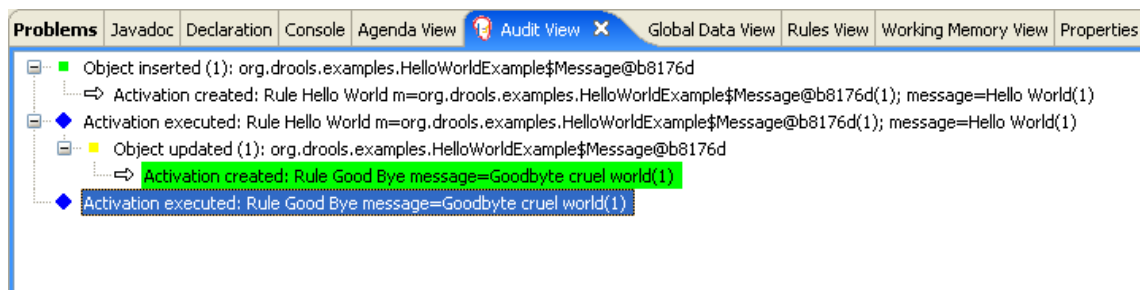 Problems Javadoc Declaration Console Agenda View Audit View Global Data View Rules View Working Memory View Properties
Object inserted (1): org.drools.examples.HelloWorldExample$Message@b8176d
Activation created: Rule Hello World m=org.drools.examples.HelloWorldExample$Message@b8176d(1); message=Hello World(1)
Activation executed: Rule Hello World m=org.drools.examples.HelloWorldExample$Message@b8176d(1); message=Hello World(1)
Object updated (1): org.drools.examples.HelloWorldExample$Message@b8176d
Activation created: Rule Good Bye message=Goodbyte cruel world(1)
Activation executed: Rule Good Bye message=Goodbyte cruel world(1)